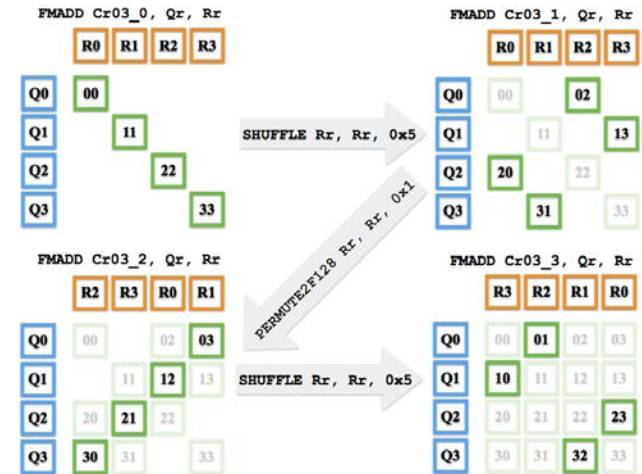 FMADD Cr03_0, Qr, Rr
R0 R1 R2 R3
Q0 00
Q1 11
Q2 22
Q3 33
SHUFFLE Rr, Rr, 0x5
FMADD Cr03_1, Qr, Rr
R0 R1 R2 R3
Q0 00 02
Q1 11 13
Q2 20 22
Q3 31 33
PERMUTE2F128 Rr, Rr, 0x1
FMADD Cr03_2, Qr, Rr
R2 R3 R0 R1
Q0 00 02 03
Q1 11 12 13
Q2 20 21 22
Q3 30 31 33
SHUFFLE Rr, Rr, 0x5
FMADD Cr03_3, Qr, Rr
R3 R2 R1 R0
Q0 00 01 02 03
Q1 10 11 12 13
Q2 20 21 22 23
Q3 30 31 32 33